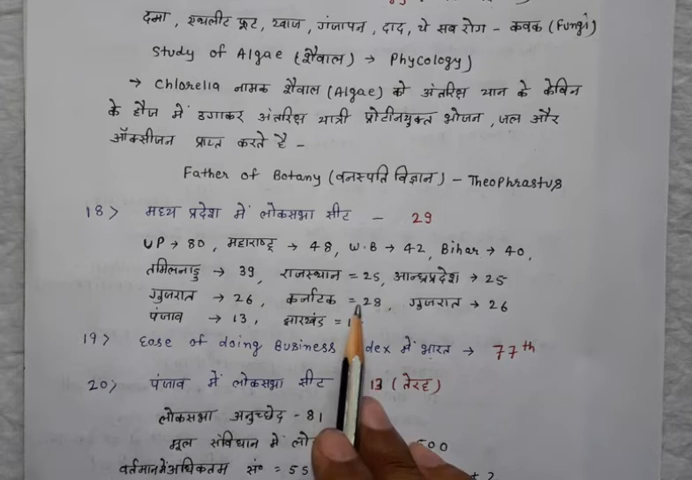 दमा, एथलीट फूट, खाज, गंजापन, दाद, ये सब रोग - कवक (Fungi)
Study of Algae (शैवाल) → Phycology)
→ Chlorella नामक शैवाल (Algae) को अंतरिक्ष यान के केबिन
के हौज में उगाकर अंतरिक्ष यात्री प्रोटीनयुक्त भोजन, जल और
ऑक्सीजन प्राप्त करते है -
Father of Botany (वनस्पति विज्ञान) - Theophrastus
18> मध्य प्रदेश में लोकसभा सीट - 29
UP → 80, महाराष्ट्र → 48, W.B → 42, Bihar → 40,
तमिलनाडु → 39, राजस्थान = 25, आन्ध्रप्रदेश → 25
गुजरात → 26, कर्नाटक = 28, गुजरात → 26
पंजाब → 13, झारखंड = 1
19> Ease of doing Business dex में भारत → 77th
20> पंजाब में लोकसभा सीट 13 (तेरह)
लोकसभा अनुच्छेद - 81
मूल संविधान में लो 500
वर्तमान में अधिकतम सं० = 55